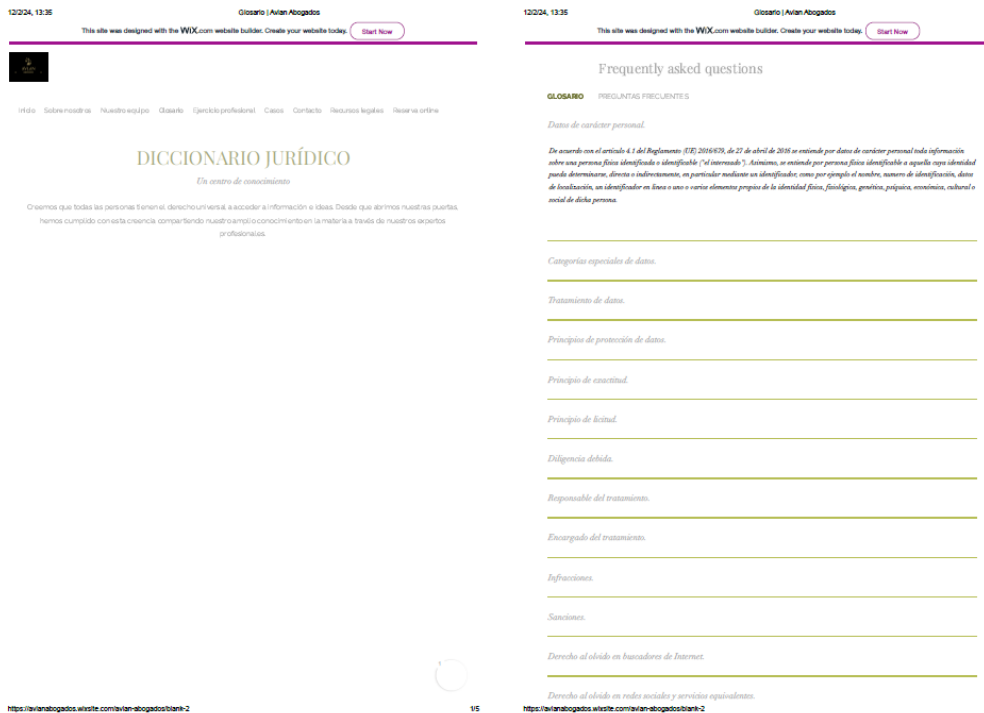 12/2/24, 13:35
Glosario | Avian Abogados
This site was designed with the WiX.com website builder. Create your website today.
Start Now
Inicio Sobre nosotros Nuestro equipo Glosario Ejercicio profesional Casos Contacto Recursos legales Reserva online
DICCIONARIO JURÍDICO
Un centro de conocimiento
Creemos que todas las personas tienen el derecho universal a acceder a información e ideas. Desde que abrimos nuestras puertas,
hemos cumplido con esta creencia compartiendo nuestro amplio conocimiento en la materia a través de nuestros expertos
profesionales.
https://avianabogados.wixsite.com/avian-abogados/blank-2
1/5
12/2/24, 13:35
Glosario | Avian Abogados
This site was designed with the WiX.com website builder. Create your website today.
Start Now
Frequently asked questions
GLOSARIO PREGUNTAS FRECUENTES
Datos de carácter personal.
De acuerdo con el artículo 4.1 del Reglamento (UE) 2016/679, de 27 de abril de 2016 se entiende por datos de carácter personal toda información
sobre una persona física identificada o identificable ("el interesado"). Asimismo, se entiende por persona física identificable a aquella cuya identidad
pueda determinarse, directa o indirectamente, en particular mediante un identificador, como por ejemplo el nombre, numero de identificación, datos
de localización, un identificador en línea o uno o varios elementos propios de la identidad física, fisiológica, genética, psíquica, económica, cultural o
social de dicha persona.
Categorías especiales de datos.
Tratamiento de datos.
Principios de protección de datos.
Principio de exactitud.
Principio de licitud.
Diligencia debida.
Responsable del tratamiento.
Encargado del tratamiento.
Infracciones.
Sanciones.
Derecho al olvido en buscadores de Internet.
Derecho al olvido en redes sociales y servicios equivalentes.
https://avianabogados.wixsite.com/avian-abogados/blank-2